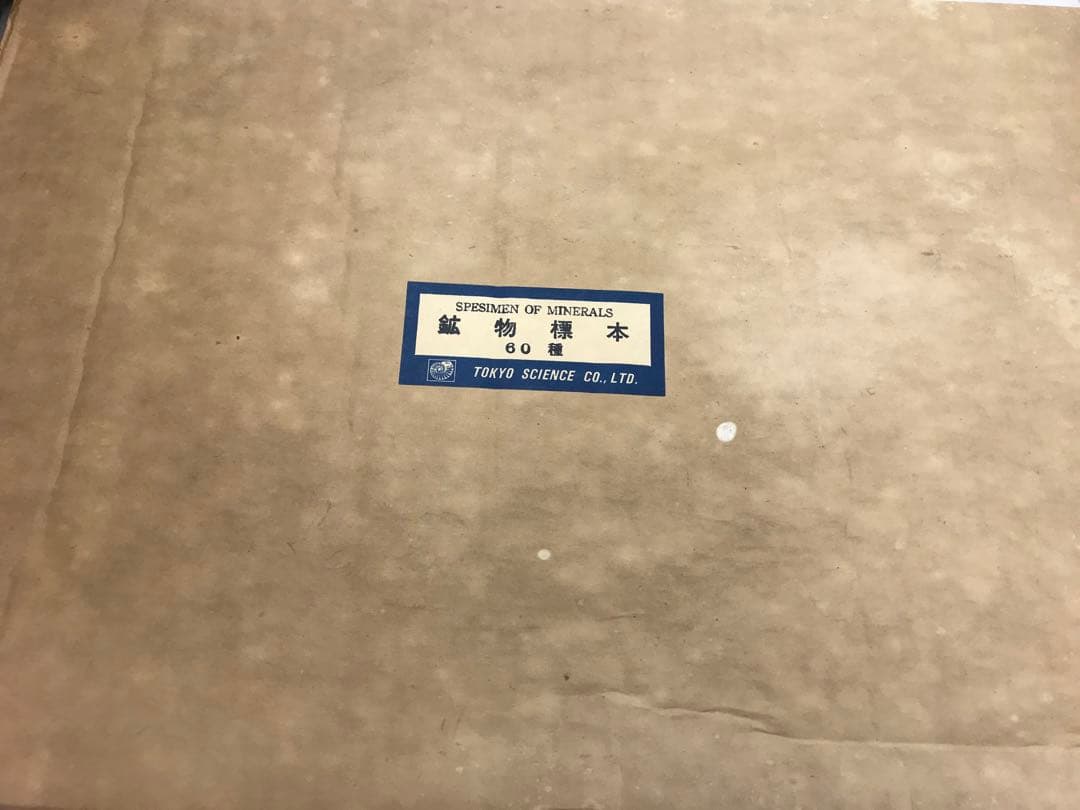 SPESIMEN OF MINERALS
鉱物標本
60種
TOKYO SCIENCE CO., LTD.